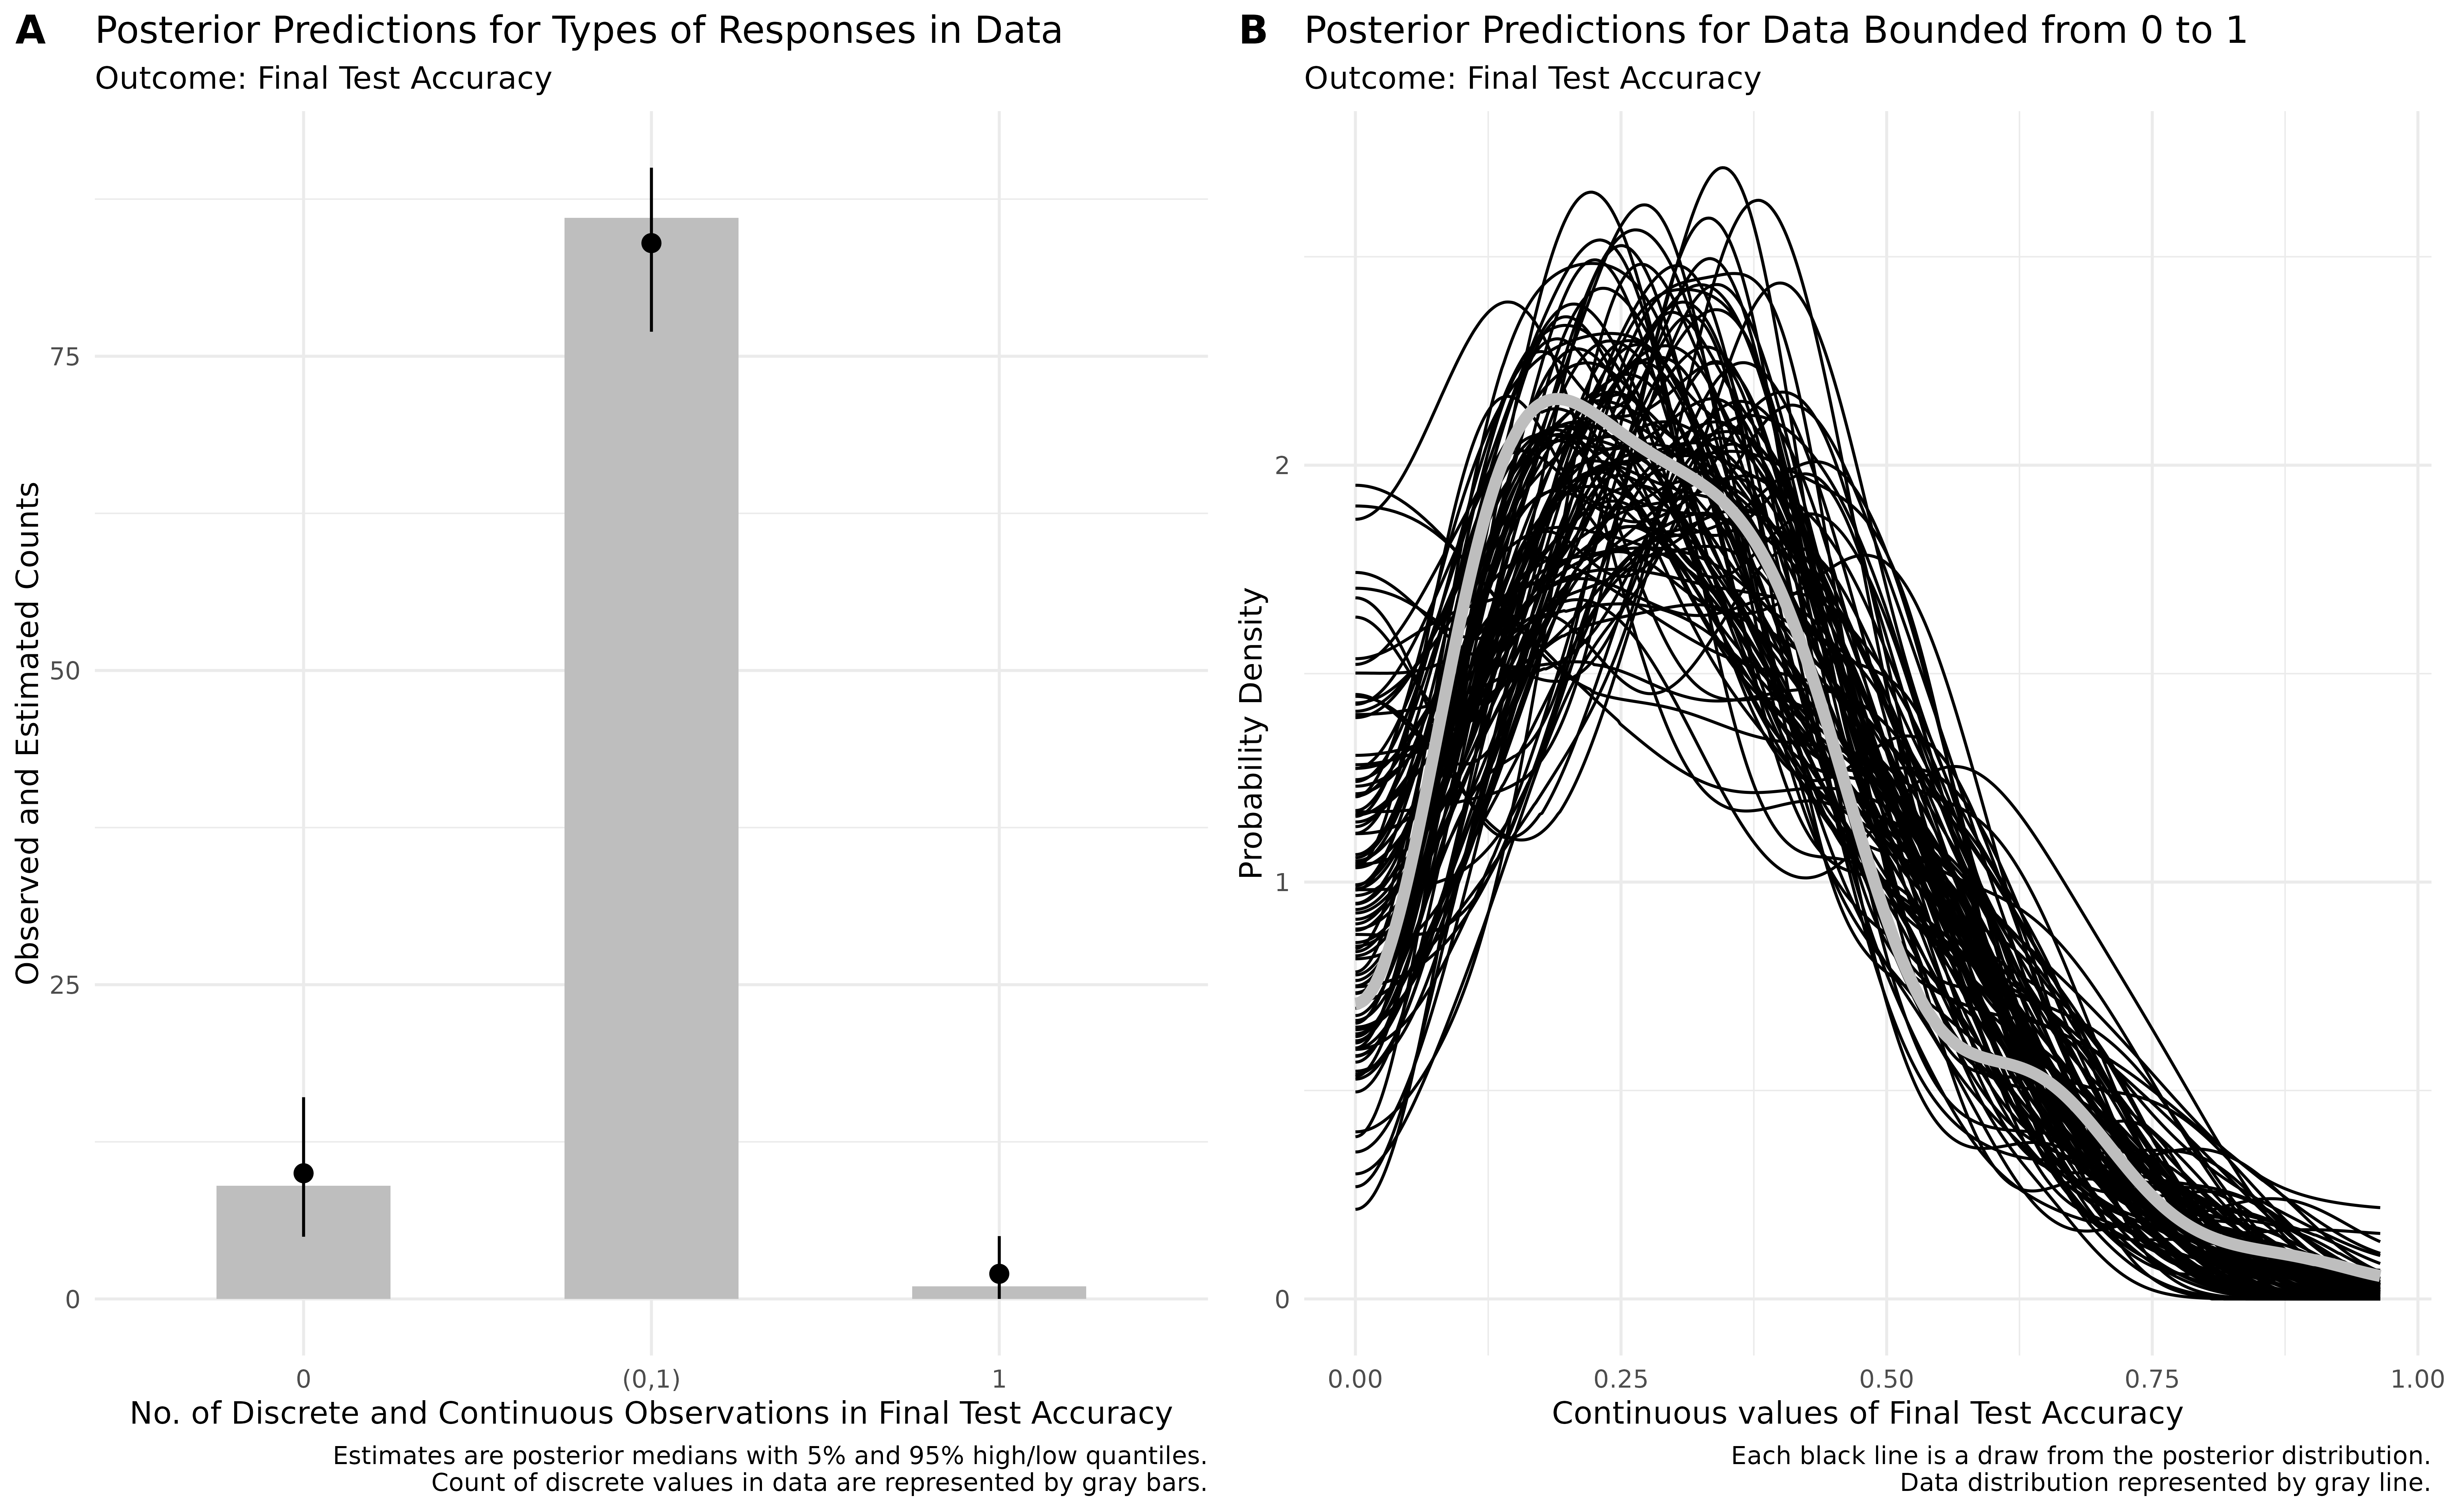 A
Posterior Predictions for Types of Responses in Data
Outcome: Final Test Accuracy
Observed and Estimated Counts
75
50
25
0
0
(0,1)
1
No. of Discrete and Continuous Observations in Final Test Accuracy
Estimates are posterior medians with 5% and 95% high/low quantiles.
Count of discrete values in data are represented by gray bars.
B
Posterior Predictions for Data Bounded from 0 to 1
Outcome: Final Test Accuracy
Probability Density
2
1
0
0.00
0.25
0.50
0.75
1.00
Continuous values of Final Test Accuracy
Each black line is a draw from the posterior distribution.
Data distribution represented by gray line.